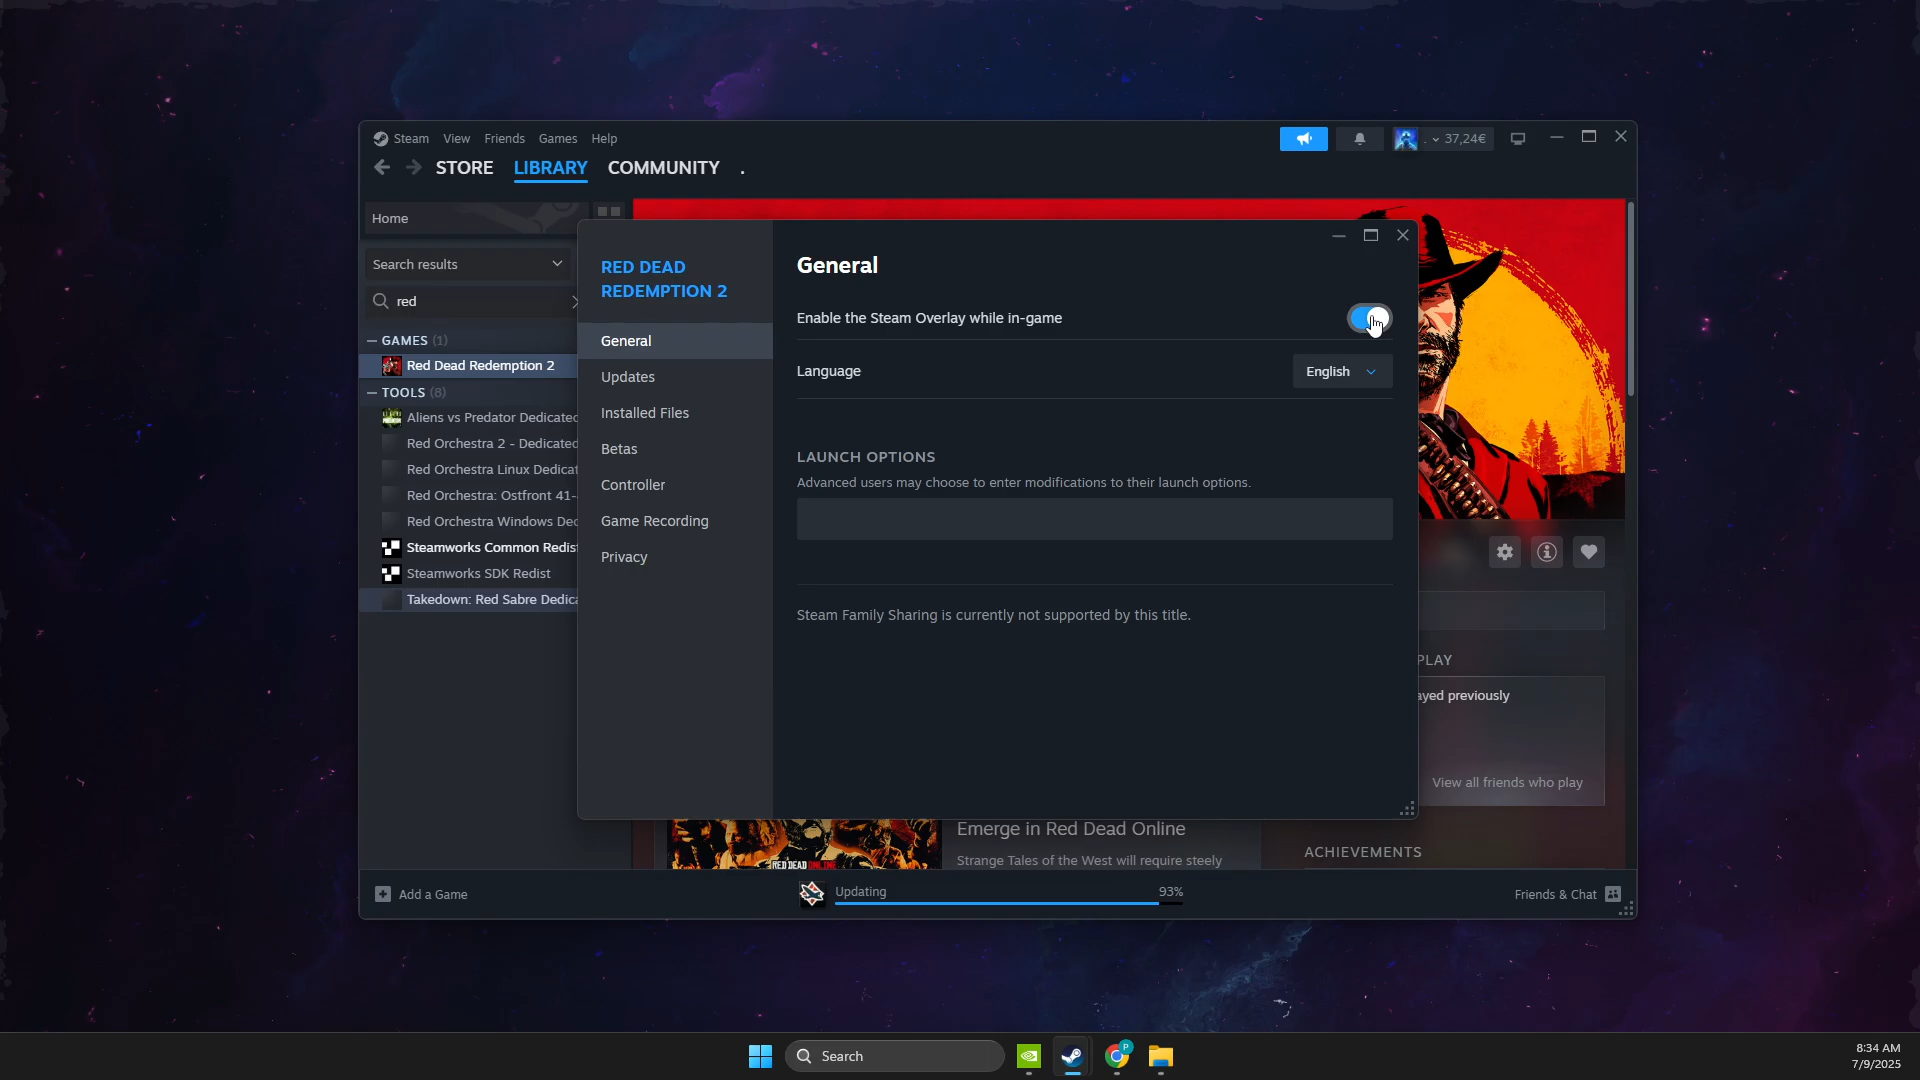 Steam View Friends Games Help
37,24€
STORE LIBRARY COMMUNITY .
Home
Search results
red
GAMES (1)
Red Dead Redemption 2
TOOLS (8)
Aliens vs Predator Dedicated
Red Orchestra 2 - Dedicated
Red Orchestra Linux Dedicat
Red Orchestra: Ostfront 41-
Red Orchestra Windows Dec
Steamworks Common Redist
Steamworks SDK Redist
Takedown: Red Sabre Dedica
RED DEAD
REDEMPTION 2
General
Updates
Installed Files
Betas
Controller
Game Recording
Privacy
General
Enable the Steam Overlay while in-game
Language English
LAUNCH OPTIONS
Advanced users may choose to enter modifications to their launch options.
Steam Family Sharing is currently not supported by this title.
PLAY
ayed previously
View all friends who play
ACHIEVEMENTS
RED DEAD ONLINE
Emerge in Red Dead Online
Strange Tales of the West will require steely
Add a Game
Updating 93%
Friends & Chat
Search
P
8:34 AM
7/9/2025